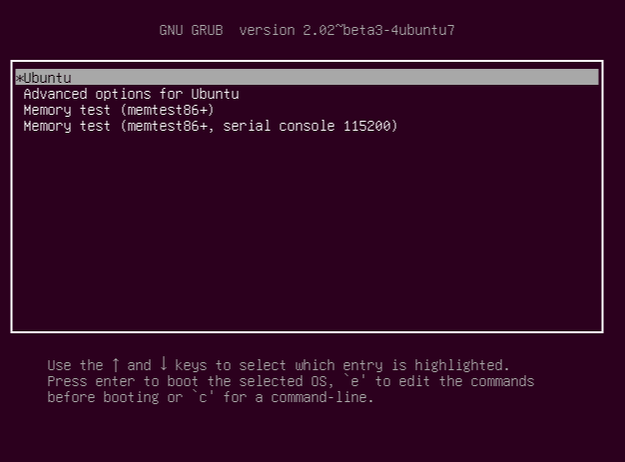 GNU GRUB  version 2.02~beta3-4ubuntu7
*Ubuntu
Advanced options for Ubuntu
Memory test (memtest86+)
Memory test (memtest86+, serial console 115200)
Use the ↑ and ↓ keys to select which entry is highlighted.
Press enter to boot the selected OS, `e' to edit the commands
before booting or `c' for a command-line.